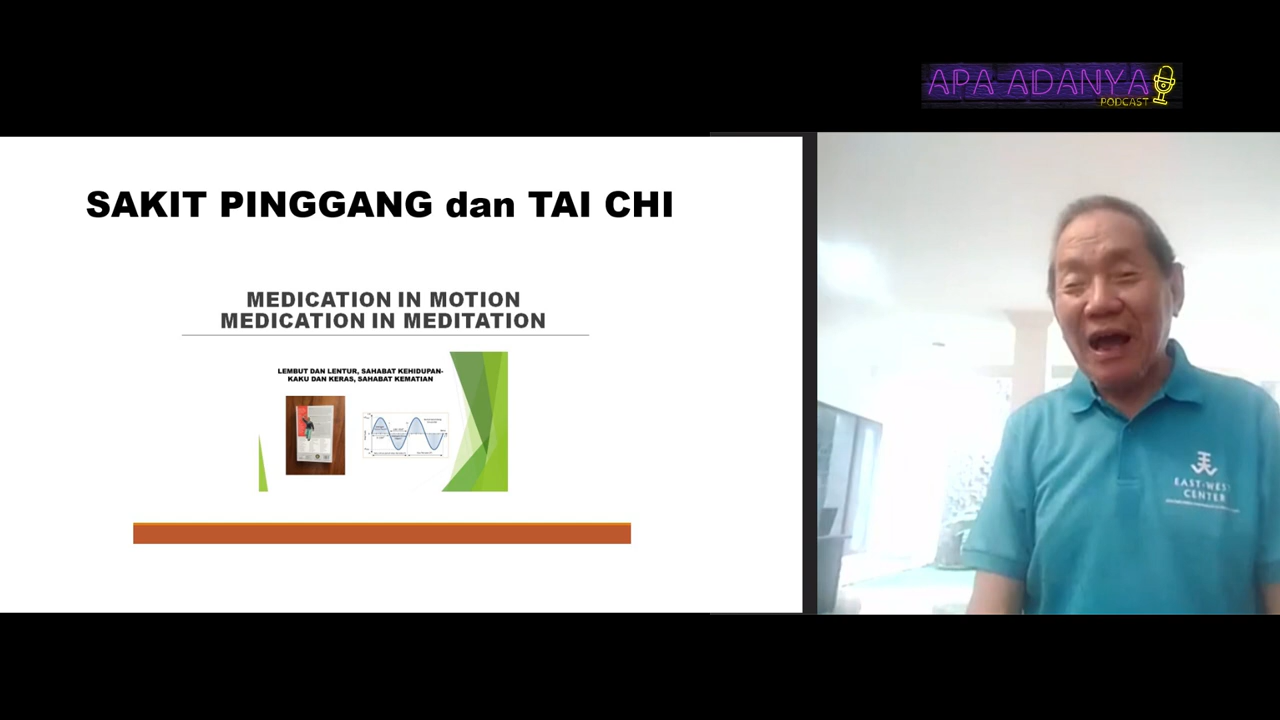 APA ADANYA
PODCAST
SAKIT PINGGANG dan TAI CHI
MEDICATION IN MOTION
MEDICATION IN MEDITATION
LEMBUT DAN LENTUR, SAHABAT KEHIDUPAN-
KAKU DAN KERAS, SAHABAT KEMATIAN
EAST-WEST
CENTER